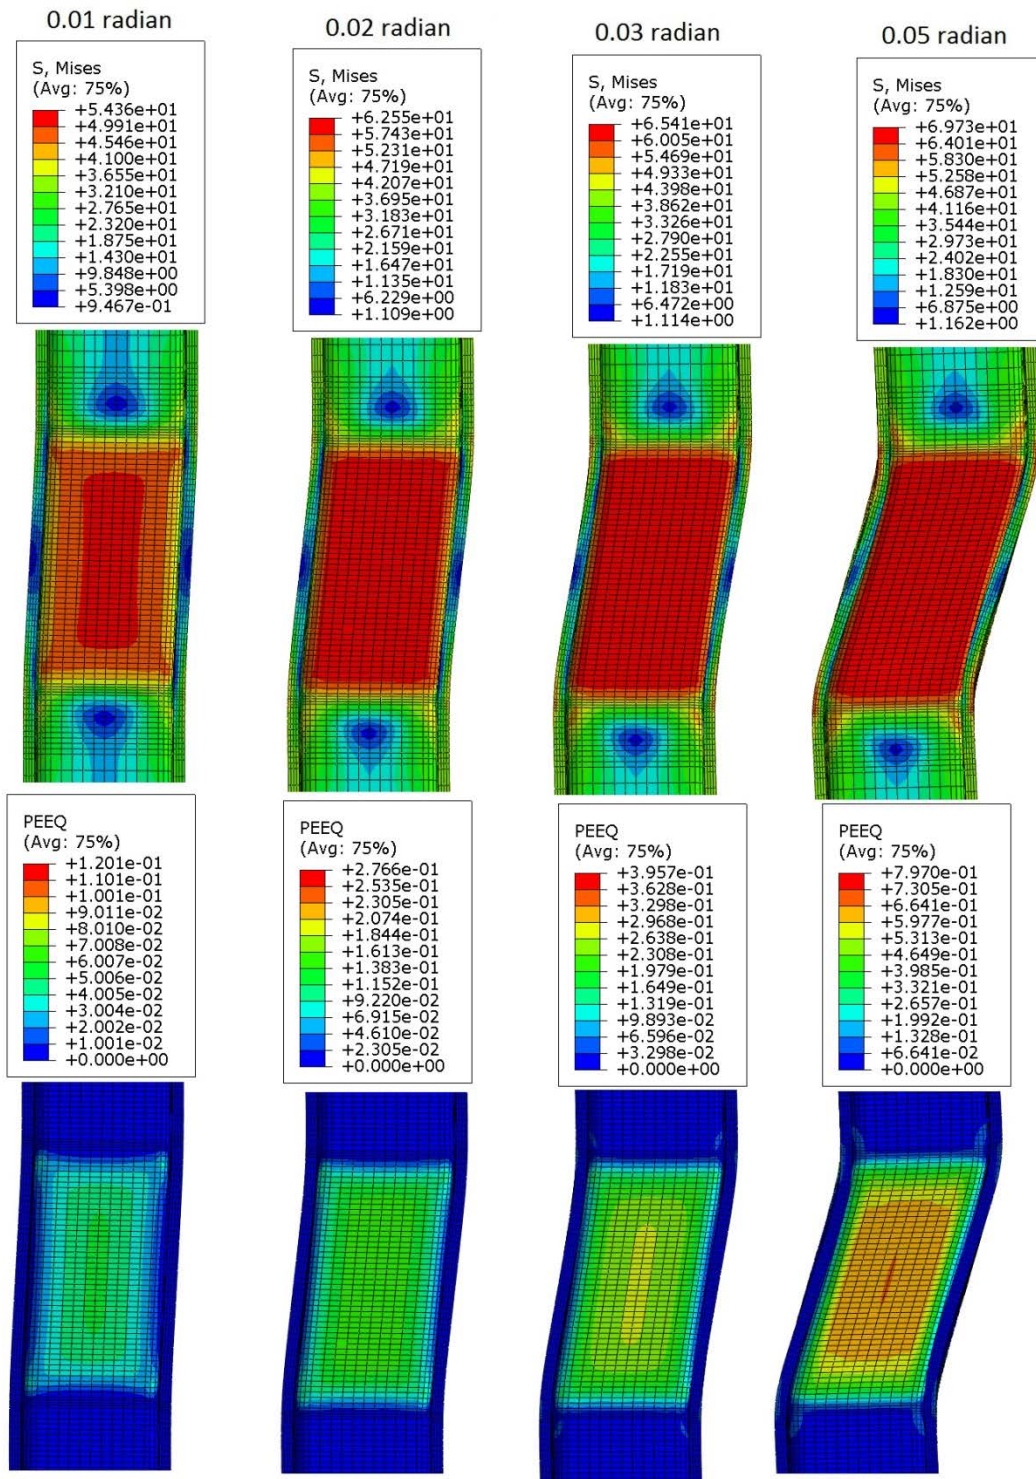 0.01 radian
0.02 radian
0.03 radian
0.05 radian
S, Mises
(Avg: 75%)
+5.436e+01
+4.991e+01
+4.546e+01
+4.100e+01
+3.655e+01
+3.210e+01
+2.765e+01
+2.320e+01
+1.875e+01
+1.430e+01
+9.848e+00
+5.398e+00
+9.467e-01
S, Mises
(Avg: 75%)
+6.255e+01
+5.743e+01
+5.231e+01
+4.719e+01
+4.207e+01
+3.695e+01
+3.183e+01
+2.671e+01
+2.159e+01
+1.647e+01
+1.135e+01
+6.229e+00
+1.109e+00
S, Mises
(Avg: 75%)
+6.541e+01
+6.005e+01
+5.469e+01
+4.933e+01
+4.398e+01
+3.862e+01
+3.326e+01
+2.790e+01
+2.255e+01
+1.719e+01
+1.183e+01
+6.472e+00
+1.114e+00
S, Mises
(Avg: 75%)
+6.973e+01
+6.401e+01
+5.830e+01
+5.258e+01
+4.687e+01
+4.116e+01
+3.544e+01
+2.973e+01
+2.402e+01
+1.830e+01
+1.259e+01
+6.875e+00
+1.162e+00
PEEQ
(Avg: 75%)
+1.201e-01
+1.101e-01
+1.001e-01
+9.011e-02
+8.010e-02
+7.008e-02
+6.007e-02
+5.006e-02
+4.005e-02
+3.004e-02
+2.002e-02
+1.001e-02
+0.000e+00
PEEQ
(Avg: 75%)
+2.766e-01
+2.535e-01
+2.305e-01
+2.074e-01
+1.844e-01
+1.613e-01
+1.383e-01
+1.152e-01
+9.220e-02
+6.915e-02
+4.610e-02
+2.305e-02
+0.000e+00
PEEQ
(Avg: 75%)
+3.957e-01
+3.628e-01
+3.298e-01
+2.968e-01
+2.638e-01
+2.308e-01
+1.979e-01
+1.649e-01
+1.319e-01
+9.893e-02
+6.596e-02
+3.298e-02
+0.000e+00
PEEQ
(Avg: 75%)
+7.970e-01
+7.305e-01
+6.641e-01
+5.977e-01
+5.313e-01
+4.649e-01
+3.985e-01
+3.321e-01
+2.657e-01
+1.992e-01
+1.328e-01
+6.641e-02
+0.000e+00